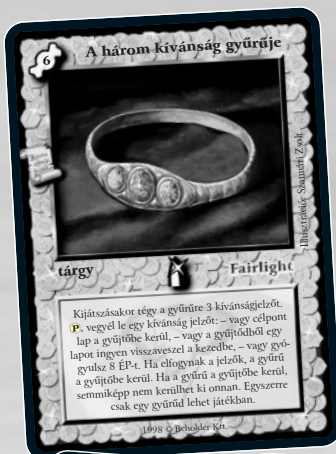 6
A három kívánság gyűrűje
Illusztráció: Szamári Zsolt
tárgy
Fairlight
Kijátszásakor tégy a gyűrűre 3 kívánságjelzőt.
P, vegyél le egy kívánság jelzőt: – vagy célpont
lap a gyűjtőbe kerül, – vagy a gyűjtődből egy
lapot ingyen visszaveszel a kezedbe, – vagy gyó-
gyulsz 8 ÉP-t. Ha elfogynak a jelzők, a gyűrű
a gyűjtőbe kerül. Ha a gyűrű a gyűjtőbe kerül,
semmiképp nem kerülhet ki onnan. Egyszerre
csak egy gyűrűd lehet játékban.
1998 © Beholder Kft.